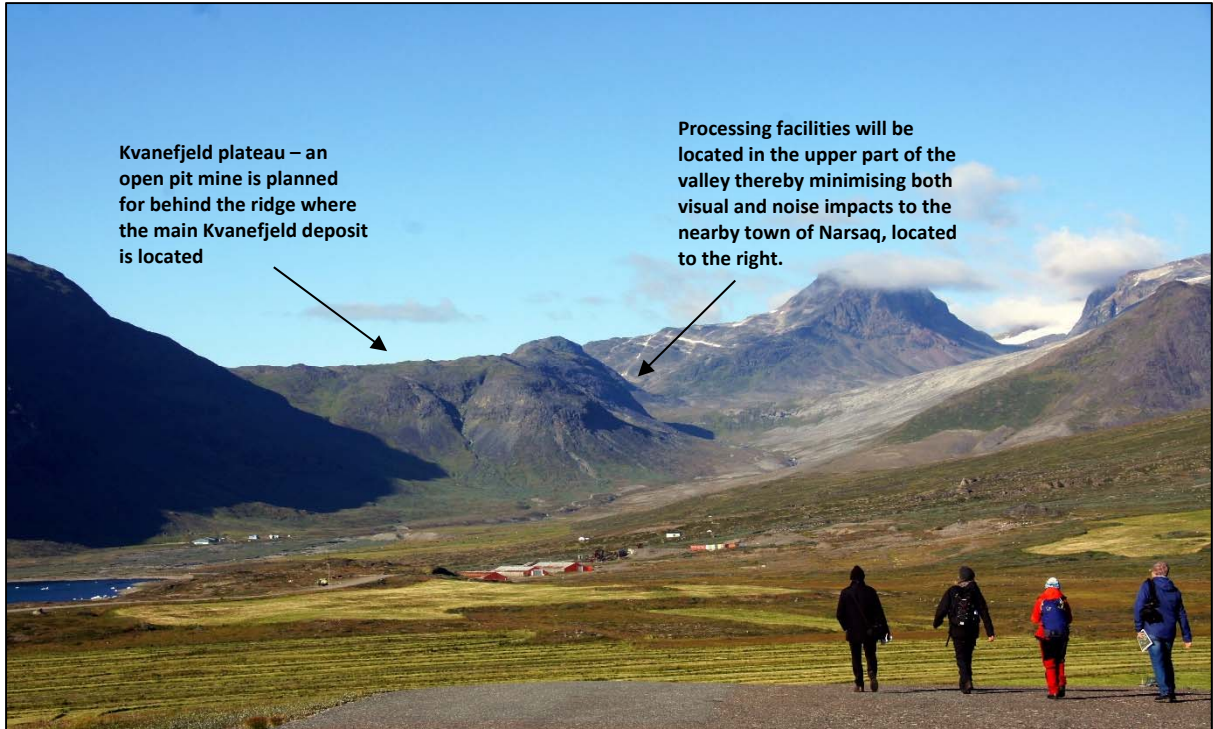 Kvanefjeld plateau – an
open pit mine is planned
for behind the ridge where
the main Kvanefjeld deposit
is located
Processing facilities will be
located in the upper part of the
valley thereby minimising both
visual and noise impacts to the
nearby town of Narsaq, located
to the right.